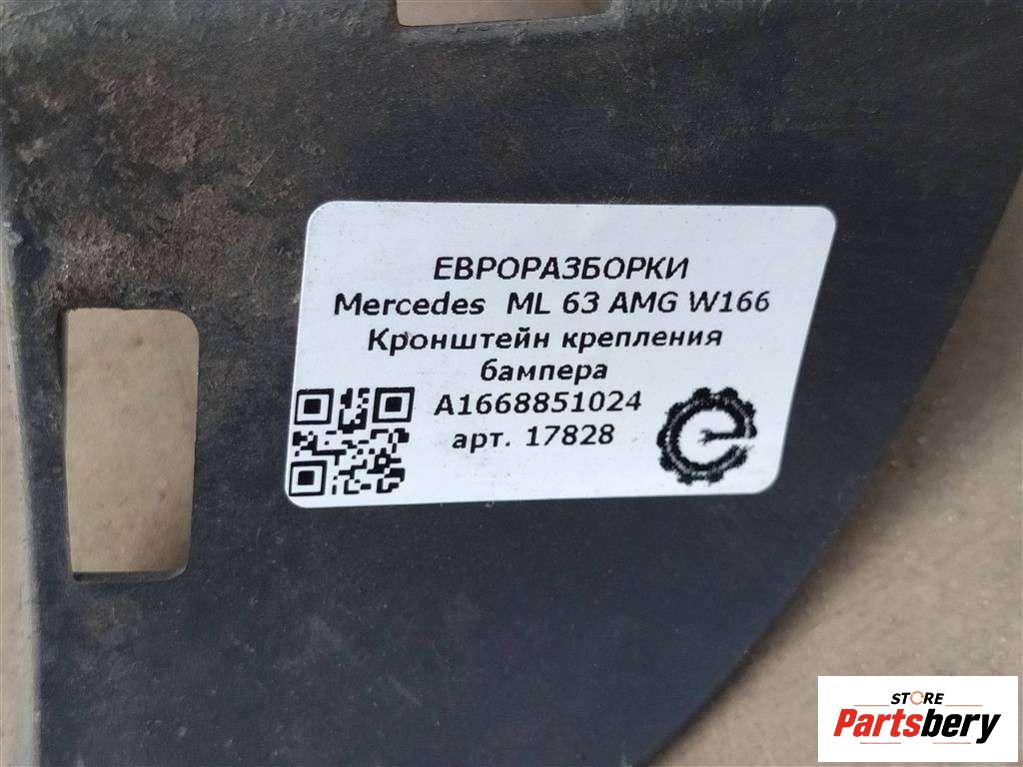 ЕВРОРАЗБОРКИ
Mercedes ML 63 AMG W166
Кронштейн крепления
бампера
A1668851024
арт. 17828
STORE
Partsbery